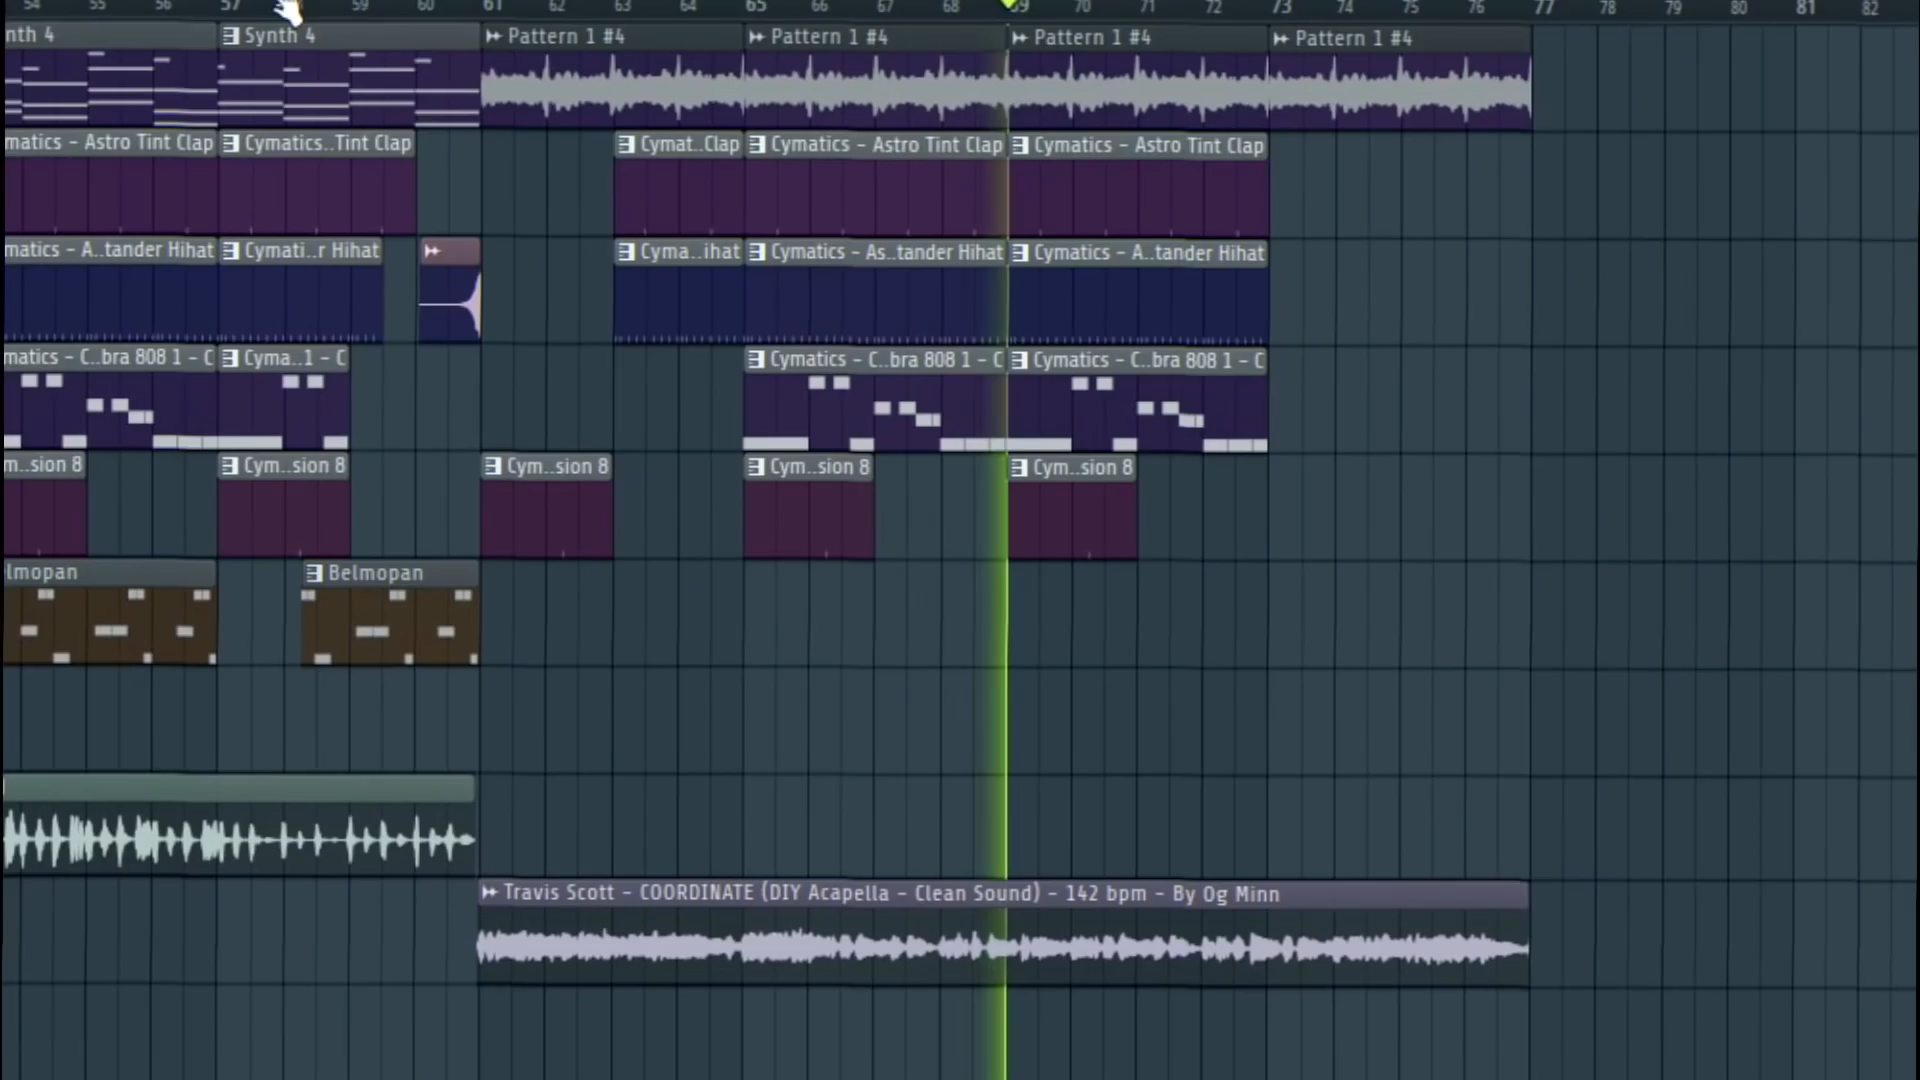 54 55 56 57 59 60 61 62 63 64 65 66 67 68 69 70 71 72 73 74 75 76 77 78 79 80 81 82
nth 4 Synth 4 Pattern 1 #4 Pattern 1 #4 Pattern 1 #4 Pattern 1 #4
matics - Astro Tint Clap Cymatics..Tint Clap Cymat..Clap Cymatics - Astro Tint Clap Cymatics - Astro Tint Clap
matics - A..tander Hihat Cymati..r Hihat Cyma..ihat Cymatics - As..tander Hihat Cymatics - A..tander Hihat
matics - C..bra 808 1 - C Cyma..1 - C Cymatics - C..bra 808 1 - C Cymatics - C..bra 808 1 - C
m..sion 8 Cym..sion 8 Cym..sion 8 Cym..sion 8 Cym..sion 8
lmopan Belmopan
Travis Scott - COORDINATE (DIY Acapella - Clean Sound) - 142 bpm - By Og Minn